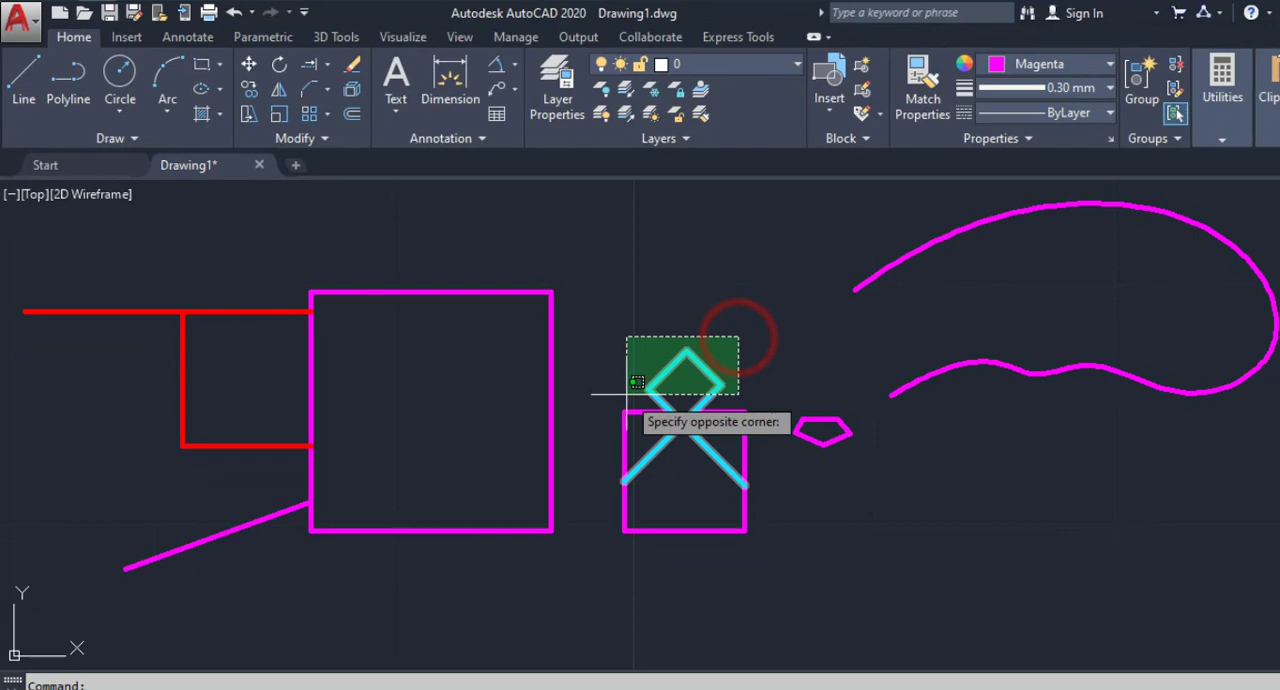 Autodesk AutoCAD 2020 Drawing1.dwg
Type a keyword or phrase
Sign In
Home Insert Annotate Parametric 3D Tools Visualize View Manage Output Collaborate Express Tools
Line Polyline Circle Arc
Text Dimension
Layer Properties
0
Insert
Match Properties
Magenta
0.30 mm
ByLayer
Group
Utilities
Draw Modify Annotation Layers Block Properties Groups
Start Drawing1*
[−][Top][2D Wireframe]
Specify opposite corner:
Y
X
Command: